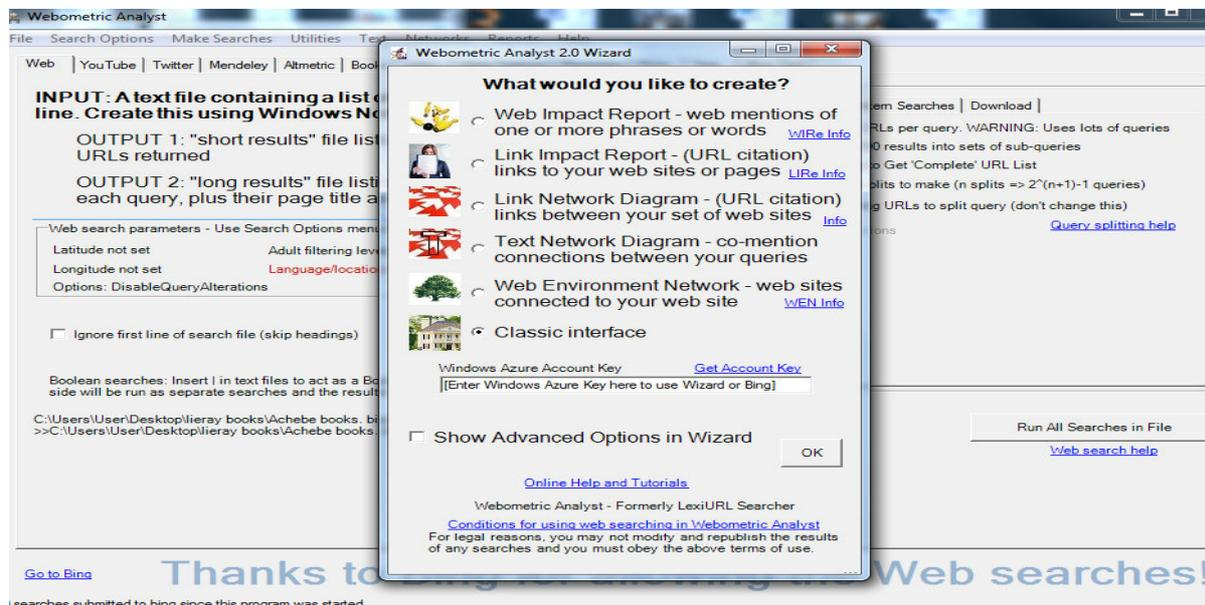 Webometric Analyst
File Search Options Make Searches Utilities Text Networks Reports Help
Web YouTube Twitter Mendeley Altmetric
INPUT: A text file containing a list
line. Create this using Windows
OUTPUT 1: "short results" file
URLs returned
OUTPUT 2: "long results" file
each query, plus their page title
Web search parameters - Use Search Options
Latitude not set Adult filtering
Longitude not set
Options: DisableQueryAlterations
Ignore first line of search file (skip headings)
Boolean searches: Insert | in text files to act as a
side will be run as separate searches and the
C:\Users\User\Desktop\lieray books\Achebe books.
>>C:\Users\User\Desktop\lieray books\Achebe books.
Webometric Analyst 2.0 Wizard
What would you like to create?
Web Impact Report - web mentions of
one or more phrases or words WIRe Info
Link Impact Report - (URL citation)
links to your web sites or pages LIRe Info
Link Network Diagram - (URL citation)
links between your set of web sites Info
Text Network Diagram - co-mention
connections between your queries
Web Environment Network - web sites
connected to your web site WEN Info
Classic interface
Windows Azure Account Key Get Account Key
[Enter Windows Azure Key here to use Wizard or Bing]
Show Advanced Options in Wizard
OK
Online Help and Tutorials
Webometric Analyst - Formerly LexiURL Searcher
Conditions for using web searching in Webometric Analyst
For legal reasons, you may not modify and republish the results
of any searches and you must obey the above terms of use.
Searches Download
per query. WARNING: Uses lots of queries
results into sets of sub-queries
Get 'Complete' URL List
to make (n splits => 2^(n+1)-1 queries)
URLs to split query (don't change this)
Query splitting help
Run All Searches in File
Web search help
Go to Bing
Thanks to Bing for allowing the Web searches!
searches submitted to bing since this program was started